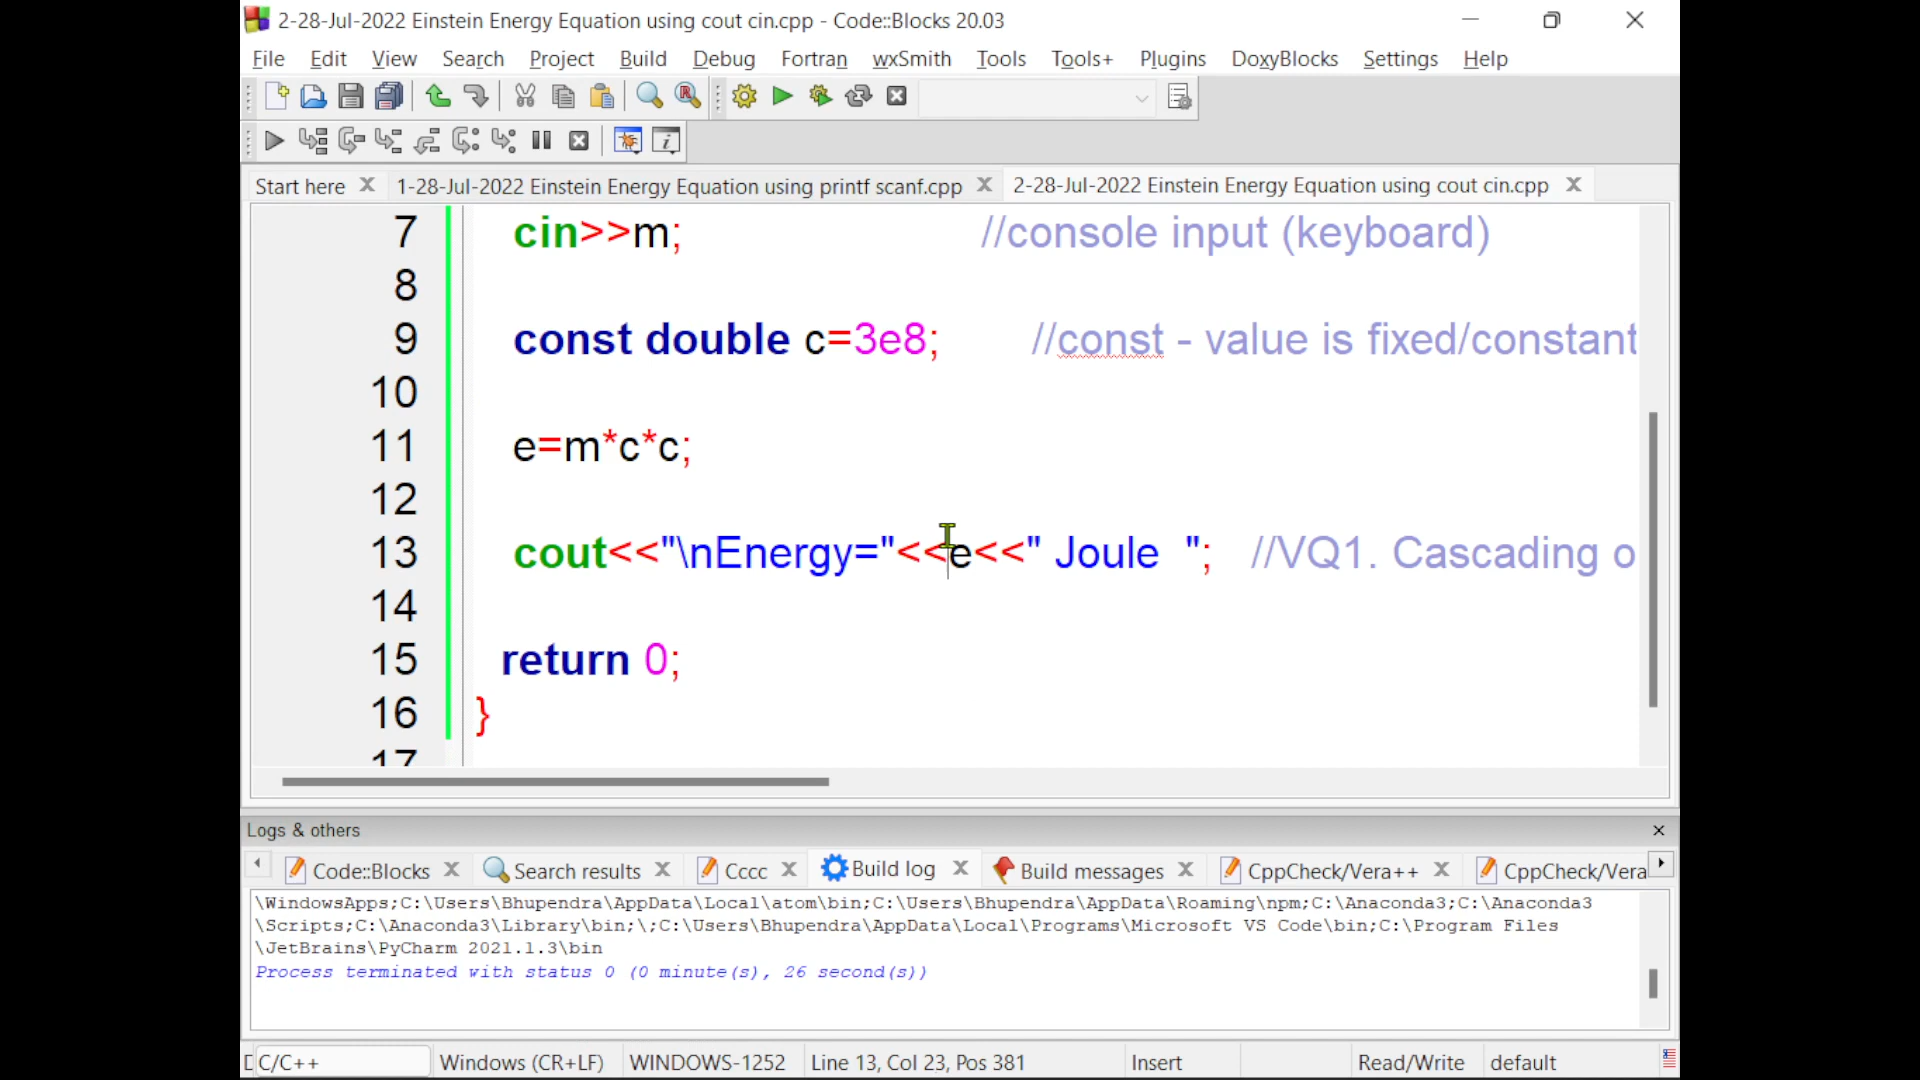 2-28-Jul-2022 Einstein Energy Equation using cout cin.cpp - Code::Blocks 20.03
File Edit View Search Project Build Debug Fortran wxSmith Tools Tools+ Plugins DoxyBlocks Settings Help
Start here 1-28-Jul-2022 Einstein Energy Equation using printf scanf.cpp 2-28-Jul-2022 Einstein Energy Equation using cout cin.cpp
7 cin>>m; //console input (keyboard)
8
9 const double c=3e8; //const - value is fixed/constant
10
11 e=m*c*c;
12
13 cout<<"\nEnergy="<<e<<" Joule "; //VQ1. Cascading o
14
15 return 0;
16 }
17
Logs & others
Code::Blocks Search results Cccc Build log Build messages CppCheck/Vera++ CppCheck/Vera
\WindowsApps;C:\Users\Bhupendra\AppData\Local\atom\bin;C:\Users\Bhupendra\AppData\Roaming\npm;C:\Anaconda3;C:\Anaconda3
\Scripts;C:\Anaconda3\Library\bin;\;C:\Users\Bhupendra\AppData\Local\Programs\Microsoft VS Code\bin;C:\Program Files
\JetBrains\PyCharm 2021.1.3\bin
Process terminated with status 0 (0 minute(s), 26 second(s))
C/C++ Windows (CR+LF) WINDOWS-1252 Line 13, Col 23, Pos 381 Insert Read/Write default